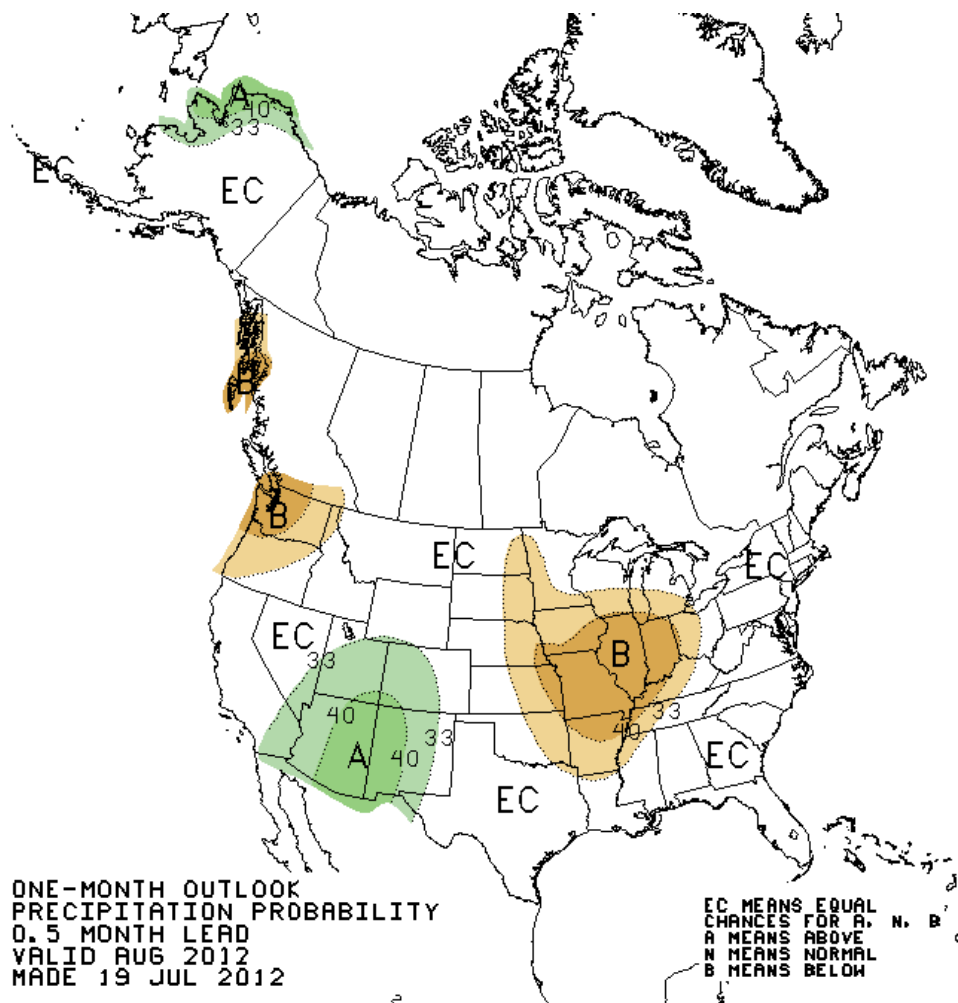 A
40
33
EC
EC
B
B
EC
EC
EC
33
B
40
33
33
40
A
40
EC
EC
ONE-MONTH OUTLOOK
PRECIPITATION PROBABILITY
0.5 MONTH LEAD
VALID AUG 2012
MADE 19 JUL 2012
EC MEANS EQUAL
CHANCES FOR A, N, B
A MEANS ABOVE
N MEANS NORMAL
B MEANS BELOW